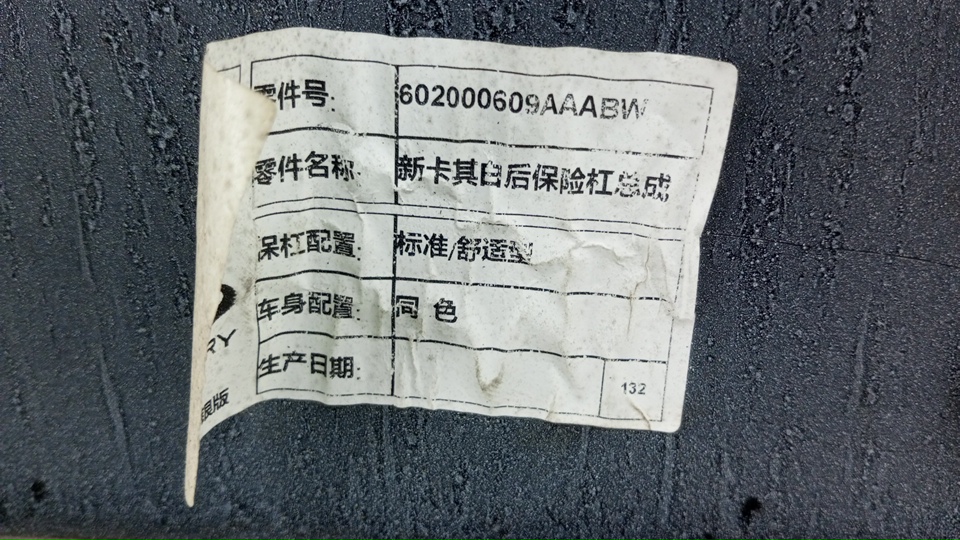 零件号: 602000609AAABW
零件名称: 新卡其白后保险杠总成
保杠配置: 标准/舒适型
车身配置: 同 色
生产日期:
132
RY
版